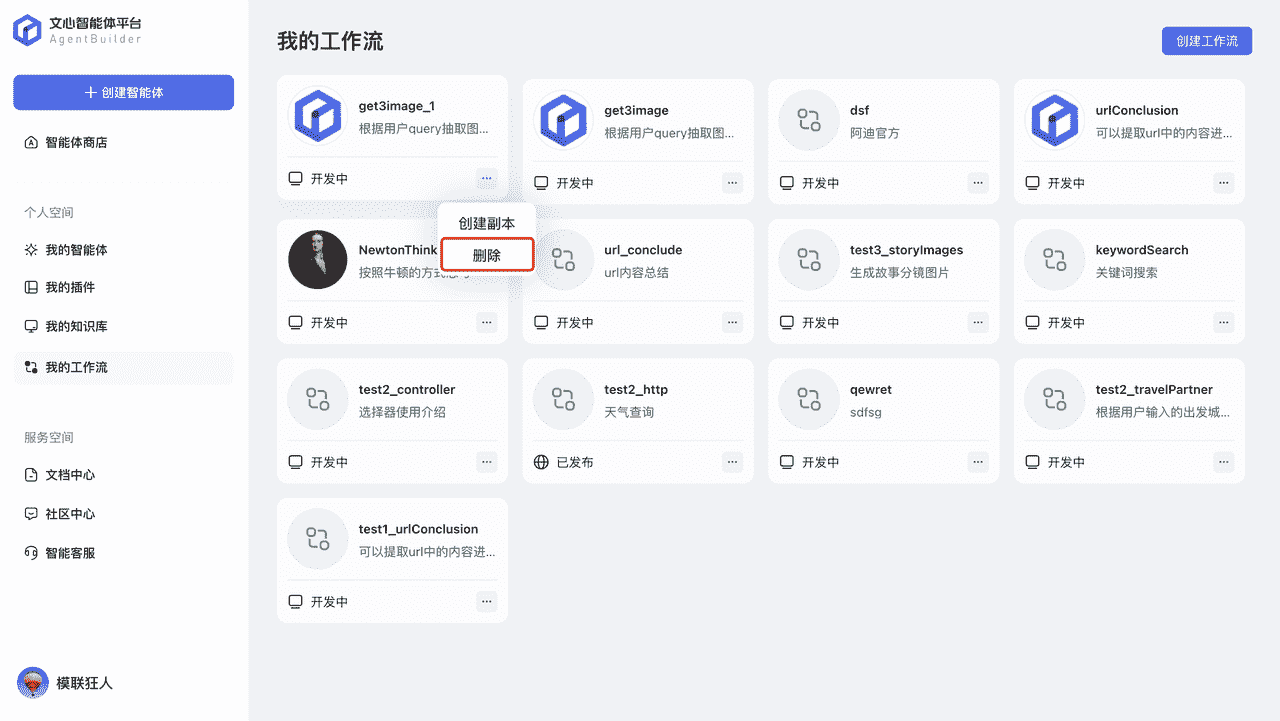 文心智能体平台
AgentBuilder
创建智能体
智能体商店
个人空间
我的智能体
我的插件
我的知识库
我的工作流
服务空间
文档中心
社区中心
智能客服
模联狂人
我的工作流
创建工作流
get3image_1
根据用户query抽取图...
开发中
get3image
根据用户query抽取图...
开发中
dsf
阿迪官方
开发中
urlConclusion
可以提取url中的内容进...
开发中
创建副本
删除
NewtonThink
按照牛顿的方式
开发中
url_conclude
url内容总结
开发中
test3_storyImages
生成故事分镜图片
开发中
keywordSearch
关键词搜索
开发中
test2_controller
选择器使用介绍
开发中
test2_http
天气查询
已发布
qewret
sdfsg
开发中
test2_travelPartner
根据用户输入的出发城...
开发中
test1_urlConclusion
可以提取url中的内容进...
开发中